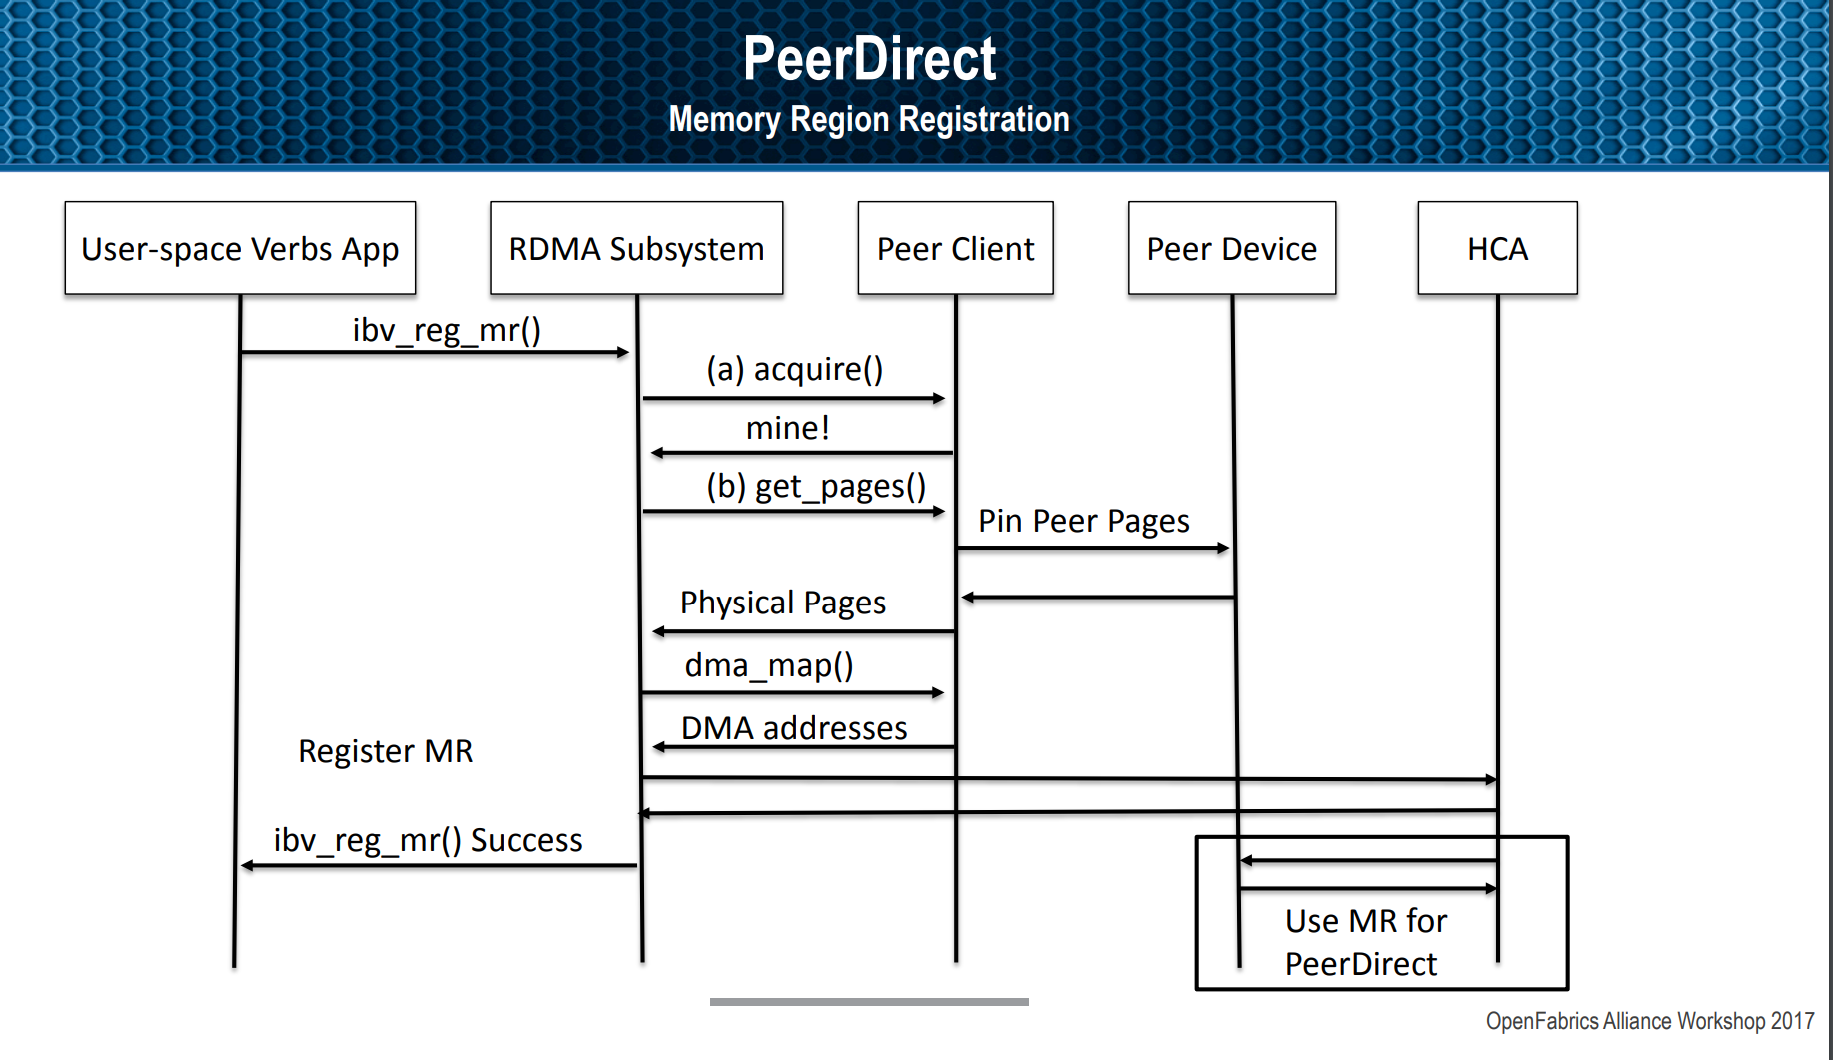 PeerDirect
Memory Region Registration
User-space Verbs App
RDMA Subsystem
Peer Client
Peer Device
HCA
ibv_reg_mr()
(a) acquire()
mine!
(b) get_pages()
Pin Peer Pages
Physical Pages
dma_map()
DMA addresses
Register MR
ibv_reg_mr() Success
Use MR for
PeerDirect
OpenFabrics Alliance Workshop 2017